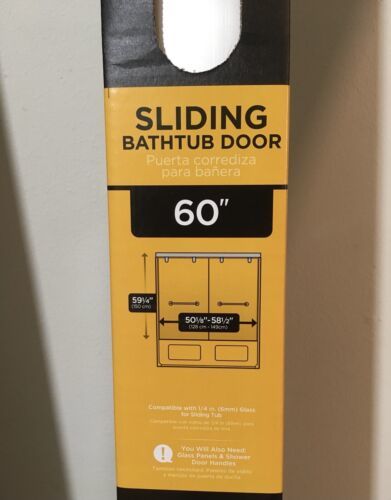 SLIDING
BATHTUB DOOR
Puerta corrediza
para bañera
60"
59¼"
(150 cm)
50⅛"-58½"
(128 cm - 149cm)
Compatible with 1/4 in. (6mm) Glass
for Sliding Tub
You Will Also Need:
Glass Panels & Shower
Door Handles